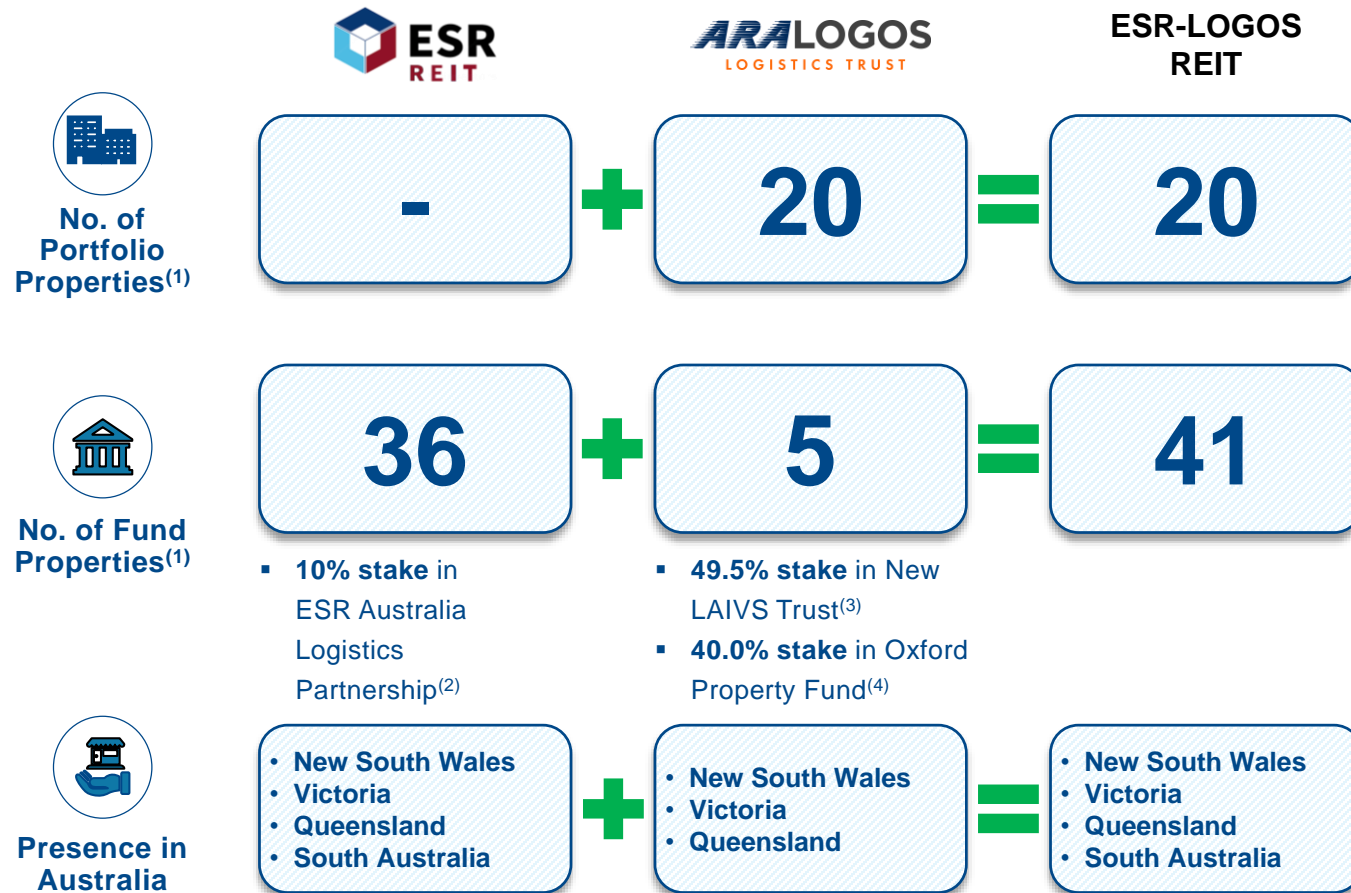 ESR
REIT
ARALOGOS
LOGISTICS TRUST
ESR-LOGOS
REIT
No. of
Portfolio
Properties(1)
-
+
20
=
20
No. of Fund
Properties(1)
36
+
5
=
41
▪ 10% stake in
ESR Australia
Logistics
Partnership(2)
▪ 49.5% stake in New
LAIVS Trust(3)
▪ 40.0% stake in Oxford
Property Fund(4)
Presence in
Australia
• New South Wales
• Victoria
• Queensland
• South Australia
+
• New South Wales
• Victoria
• Queensland
=
• New South Wales
• Victoria
• Queensland
• South Australia